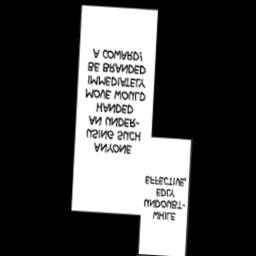 WHILE
UNDOUBT-
EDLY
EFFECTIVE,
ANYONE
USING SUCH
AN UNDER-
HANDED
MOVE WOULD
IMMEDIATELY
BE BRANDED
A COWARD!